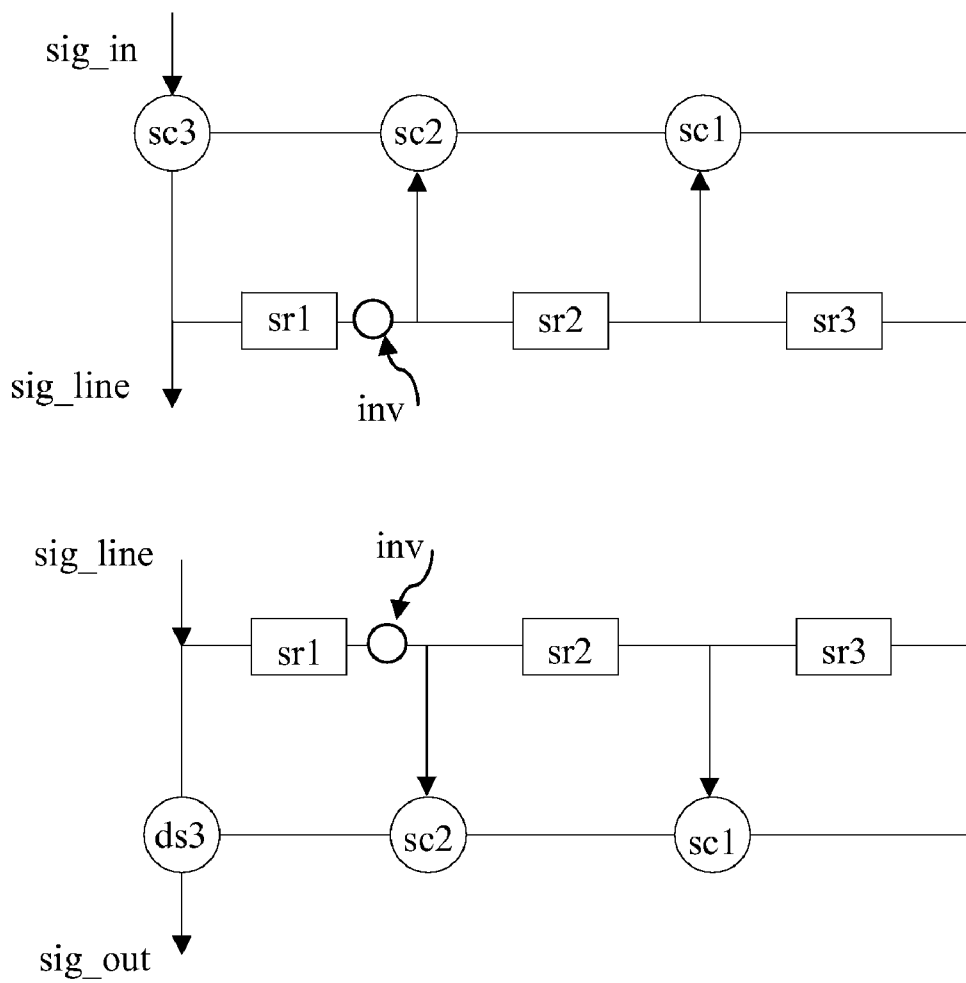 sig_in
sc3 sc2 sc1
sr1 sr2 sr3
sig_line
inv
inv
sig_line
sr1 sr2 sr3
ds3 sc2 sc1
sig_out